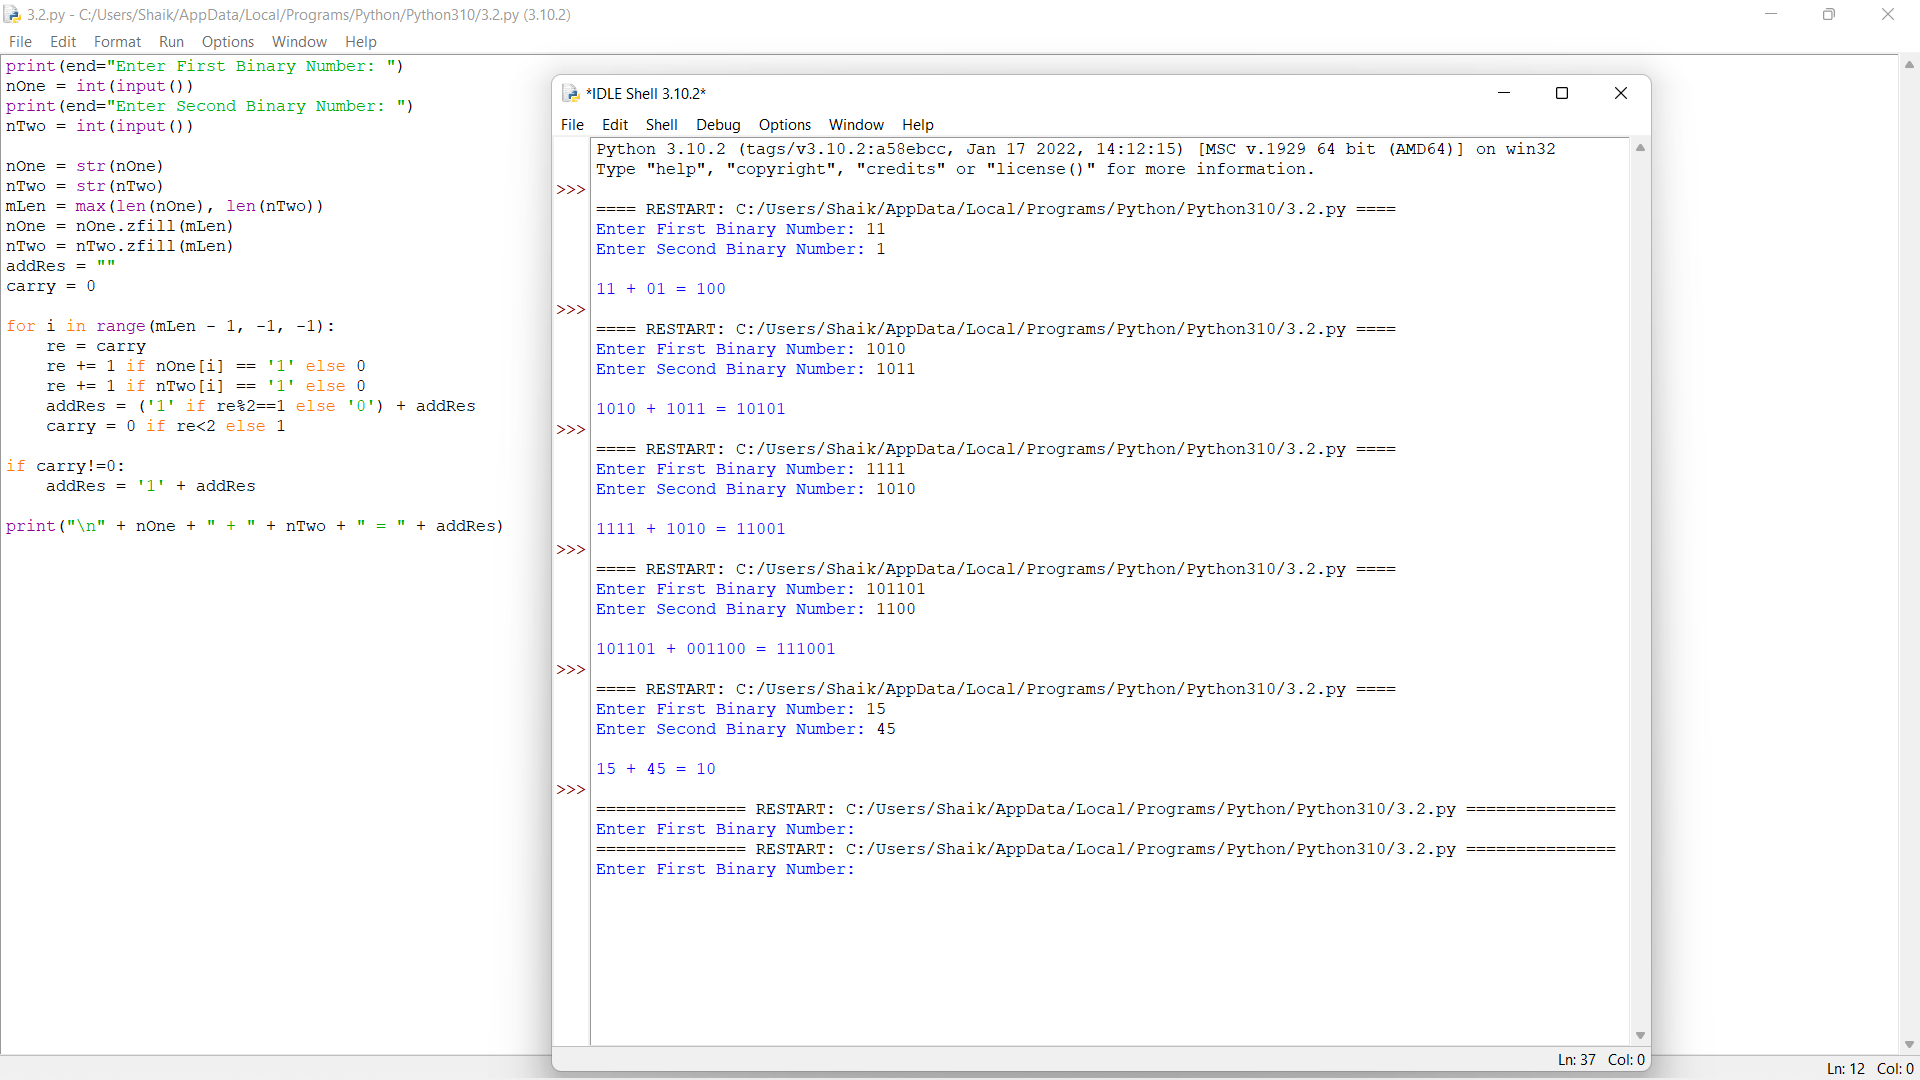 3.2.py - C:/Users/Shaik/AppData/Local/Programs/Python/Python310/3.2.py (3.10.2)
File Edit Format Run Options Window Help
print(end="Enter First Binary Number: ")
nOne = int(input())
print(end="Enter Second Binary Number: ")
nTwo = int(input())
nOne = str(nOne)
nTwo = str(nTwo)
mLen = max(len(nOne), len(nTwo))
nOne = nOne.zfill(mLen)
nTwo = nTwo.zfill(mLen)
addRes = ""
carry = 0
for i in range(mLen - 1, -1, -1):
    re = carry
    re += 1 if nOne[i] == '1' else 0
    re += 1 if nTwo[i] == '1' else 0
    addRes = ('1' if re%2==1 else '0') + addRes
    carry = 0 if re<2 else 1
if carry!=0:
    addRes = '1' + addRes
print("\n" + nOne + " + " + nTwo + " = " + addRes)
*IDLE Shell 3.10.2*
File Edit Shell Debug Options Window Help
Python 3.10.2 (tags/v3.10.2:a58ebcc, Jan 17 2022, 14:12:15) [MSC v.1929 64 bit (AMD64)] on win32
Type "help", "copyright", "credits" or "license()" for more information.
>>>
==== RESTART: C:/Users/Shaik/AppData/Local/Programs/Python/Python310/3.2.py ====
Enter First Binary Number: 11
Enter Second Binary Number: 1
11 + 01 = 100
>>>
==== RESTART: C:/Users/Shaik/AppData/Local/Programs/Python/Python310/3.2.py ====
Enter First Binary Number: 1010
Enter Second Binary Number: 1011
1010 + 1011 = 10101
>>>
==== RESTART: C:/Users/Shaik/AppData/Local/Programs/Python/Python310/3.2.py ====
Enter First Binary Number: 1111
Enter Second Binary Number: 1010
1111 + 1010 = 11001
>>>
==== RESTART: C:/Users/Shaik/AppData/Local/Programs/Python/Python310/3.2.py ====
Enter First Binary Number: 101101
Enter Second Binary Number: 1100
101101 + 001100 = 111001
>>>
==== RESTART: C:/Users/Shaik/AppData/Local/Programs/Python/Python310/3.2.py ====
Enter First Binary Number: 15
Enter Second Binary Number: 45
15 + 45 = 10
>>>
=============== RESTART: C:/Users/Shaik/AppData/Local/Programs/Python/Python310/3.2.py ===============
Enter First Binary Number:
=============== RESTART: C:/Users/Shaik/AppData/Local/Programs/Python/Python310/3.2.py ===============
Enter First Binary Number:
Ln: 37 Col: 0
Ln: 12 Col: 0